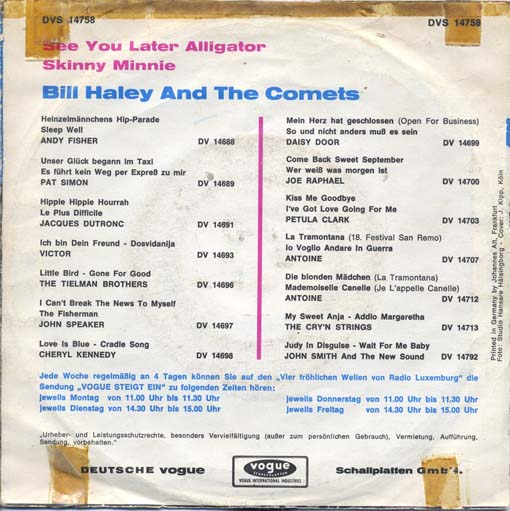 DVS 14758
DVS 14758
See You Later Alligator
Skinny Minnie
Bill Haley And The Comets
Heinzelmännchens Hip-Parade
Sleep Well
ANDY FISHER DV 14688
Unser Glück begann im Taxi
Es führt kein Weg per Expreß zu mir
PAT SIMON DV 14689
Hippie Hippie Hourrah
Le Plus Difficile
JACQUES DUTRONC DV 14691
Ich bin Dein Freund - Dosvidanija
VICTOR DV 14693
Little Bird - Gone For Good
THE TIELMAN BROTHERS DV 14696
I Can't Break The News To Myself
The Fisherman
JOHN SPEAKER DV 14697
Love Is Blue - Cradle Song
CHERYL KENNEDY DV 14698
Mein Herz hat geschlossen (Open For Business)
So und nicht anders muß es sein
DAISY DOOR DV 14699
Come Back Sweet September
Wer weiß was morgen ist
JOE RAPHAEL DV 14700
Kiss Me Goodbye
I've Got Love Going For Me
PETULA CLARK DV 14703
La Tramontana (18. Festival San Remo)
Io Voglio Andare In Guerra
ANTOINE DV 14707
Die blonden Mädchen (La Tramontana)
Mademoiselle Canelle (Je L'appelle Canelle)
ANTOINE DV 14712
My Sweet Anja - Addio Margaretha
THE CRY'N STRINGS DV 14713
Judy In Disguise - Wait For Me Baby
JOHN SMITH And The New Sound DV 14792
Printed in Germany by Johannes Alt, Frankfurt
Foto: Studio Hansare Hälsingborg - Cover: J. Kipp, Köln
Jede Woche regelmäßig an 4 Tagen können Sie auf den „Vier fröhlichen Wellen von Radio Luxemburg" die
Sendung „VOGUE STEIGT EIN" zu folgenden Zeiten hören:
jeweils Montag von 11.00 Uhr bis 11.30 Uhr
jeweils Dienstag von 14.30 Uhr bis 15.00 Uhr
jeweils Donnerstag von 11.00 Uhr bis 11.30 Uhr
jeweils Freitag von 14.30 Uhr bis 15.00 Uhr
„Urheber- und Leistungsschutzrechte, besonders Vervielfältigung (außer zum persönlichen Gebrauch), Vermietung, Aufführung,
Sendung, vorbehalten."
DEUTSCHE vogue
vogue
SCHALLPLATTEN
VOGUE INTERNATIONAL INDUSTRIES
Schallplatten GmbH.